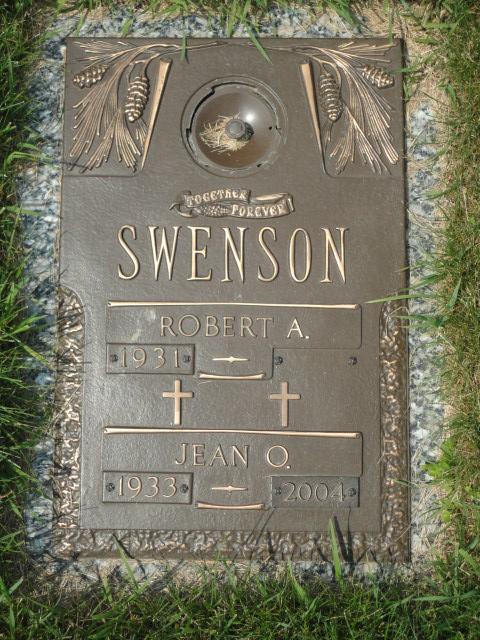 TOGETHER
FOREVER
SWENSON
ROBERT A.
1931
JEAN O.
1933 2004